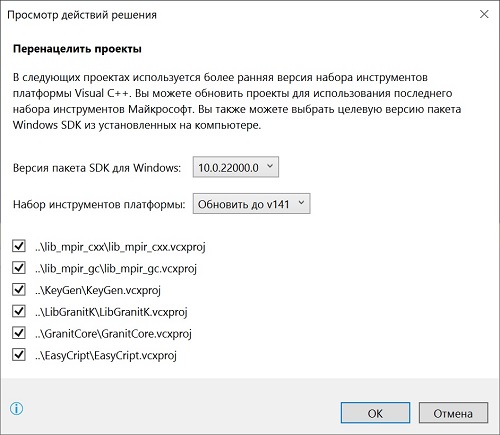 Просмотр действий решения
Перенацелить проекты
В следующих проектах используется более ранняя версия набора инструментов
платформы Visual C++. Вы можете обновить проекты для использования последнего
набора инструментов Майкрософт. Вы также можете выбрать целевую версию пакета
Windows SDK из установленных на компьютере.
Версия пакета SDK для Windows: 10.0.22000.0
Набор инструментов платформы: Обновить до v141
..\lib_mpir_cxx\lib_mpir_cxx.vcxproj
..\lib_mpir_gc\lib_mpir_gc.vcxproj
..\KeyGen\KeyGen.vcxproj
..\LibGranitK\LibGranitK.vcxproj
..\GranitCore\GranitCore.vcxproj
..\EasyCript\EasyCript.vcxproj
ОК Отмена